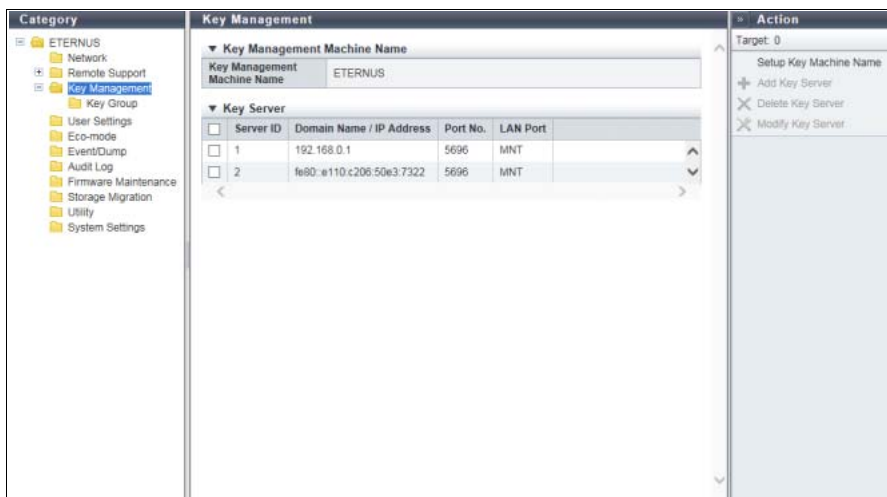 Category
ETERNUS
Network
Remote Support
Key Management
Key Group
User Settings
Eco-mode
Event/Dump
Audit Log
Firmware Maintenance
Storage Migration
Utility
System Settings
Key Management
Key Management Machine Name
Key Management Machine Name ETERNUS
Key Server
Server ID Domain Name / IP Address Port No. LAN Port
1 192.168.0.1 5696 MNT
2 fe80::e110:c206:50e3:7322 5696 MNT
» Action
Target: 0
Setup Key Machine Name
Add Key Server
Delete Key Server
Modify Key Server